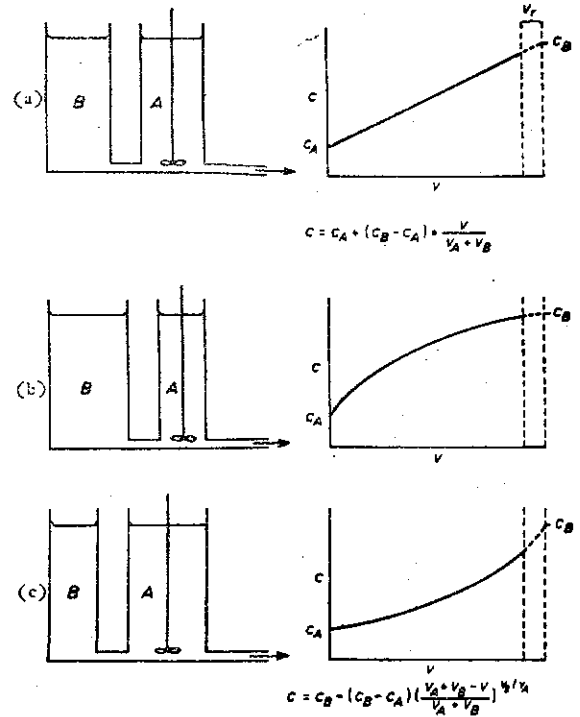 V_r
(a)
B
A
C
C_A
C_B
V
C = C_A + (C_B - C_A) • V / (V_A + V_B)
(b)
B
A
C
C_A
C_B
V
(c)
B
A
C
C_A
C_B
V
C = C_B - (C_B - C_A) ( (V_A + V_B - V) / (V_A + V_B) ]^{V_B / V_A}